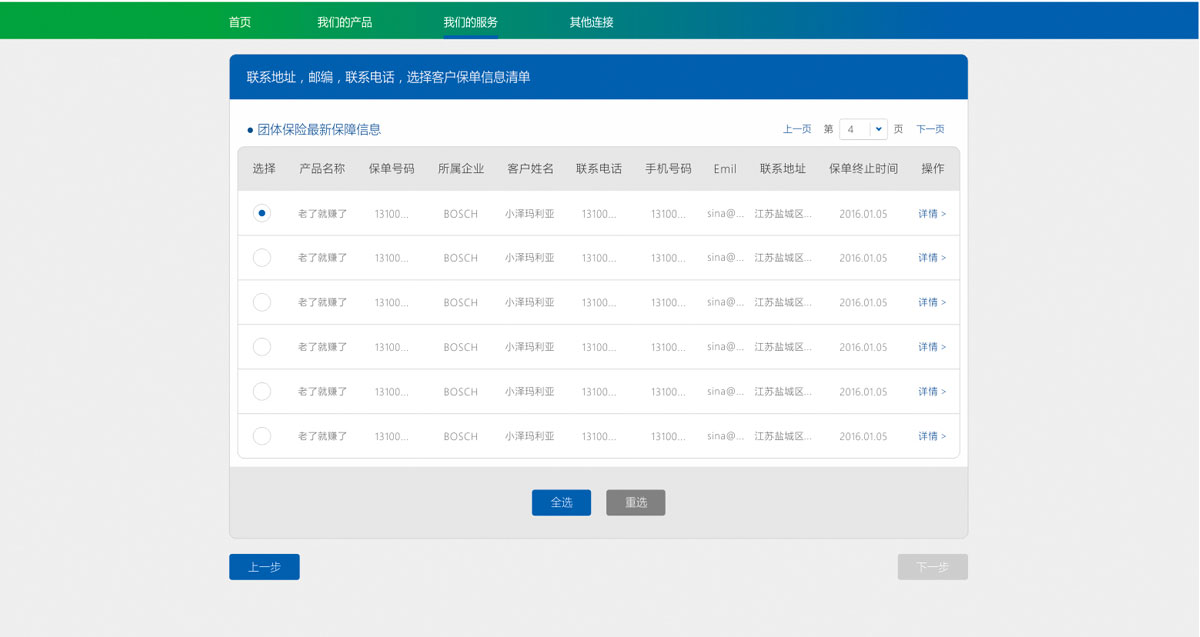 首页 我们的产品 我们的服务 其他连接
联系地址，邮编，联系电话，选择客户保单信息清单
团体保险最新保障信息 上一页 第 4 页 下一页
选择 产品名称 保单号码 所属企业 客户姓名 联系电话 手机号码 Emil 联系地址 保单终止时间 操作
老了就赚了 13100... BOSCH 小泽玛利亚 13100... 13100... sina@... 江苏盐城区... 2016.01.05 详情 >
老了就赚了 13100... BOSCH 小泽玛利亚 13100... 13100... sina@... 江苏盐城区... 2016.01.05 详情 >
老了就赚了 13100... BOSCH 小泽玛利亚 13100... 13100... sina@... 江苏盐城区... 2016.01.05 详情 >
老了就赚了 13100... BOSCH 小泽玛利亚 13100... 13100... sina@... 江苏盐城区... 2016.01.05 详情 >
老了就赚了 13100... BOSCH 小泽玛利亚 13100... 13100... sina@... 江苏盐城区... 2016.01.05 详情 >
老了就赚了 13100... BOSCH 小泽玛利亚 13100... 13100... sina@... 江苏盐城区... 2016.01.05 详情 >
全选 重选
上一步 下一步